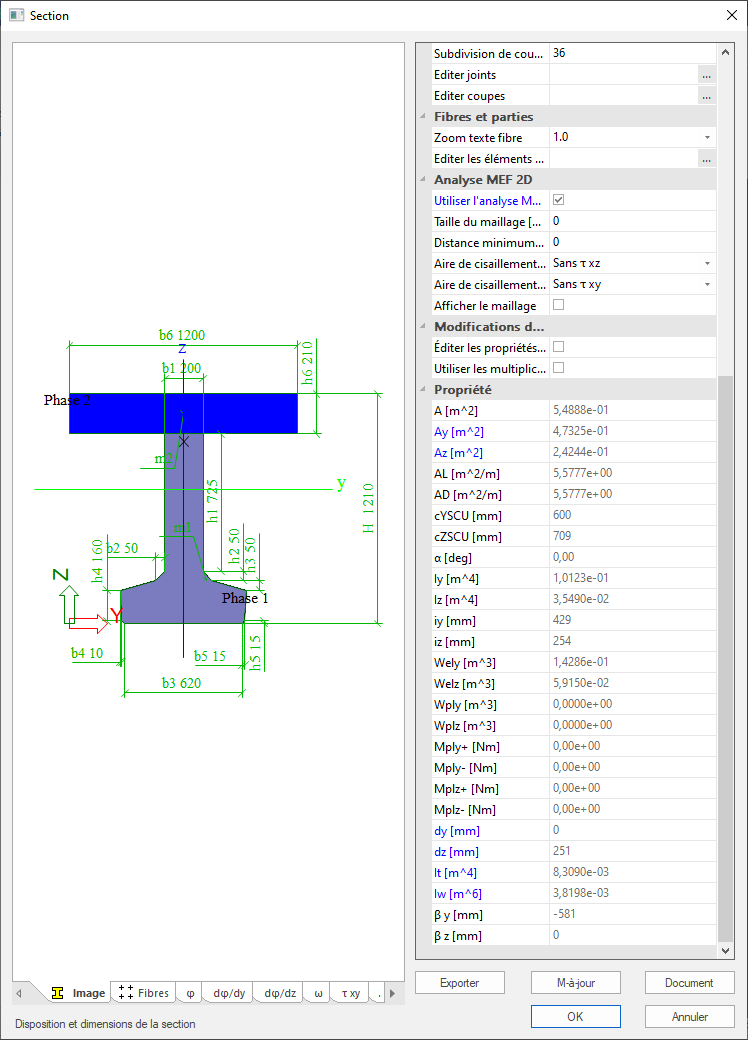 Section
b6 1200
z
b1 200
h6 210
Phase 2
m2
y
h1 725
H 1210
m1
h2 50
h3 50
b2 50
h4 160
Z
Y
Phase 1
b4 10
b5 15
h5 15
b3 620
Image
Fibres
φ
dφ/dy
dφ/dz
ω
τ xy
.
Disposition et dimensions de la section
Subdivision de cou... 36
Editer joints ...
Editer coupes ...
Fibres et parties
Zoom texte fibre 1.0
Editer les éléments ... ...
Analyse MEF 2D
Utiliser l'analyse M...
Taille du maillage [... 0
Distance minimum... 0
Aire de cisaillement... Sans τ xz
Aire de cisaillement... Sans τ xy
Afficher le maillage
Modifications d...
Éditer les propriétés...
Utiliser les multiplic...
Propriété
A [m^2] 5,4888e-01
Ay [m^2] 4,7325e-01
Az [m^2] 2,4244e-01
AL [m^2/m] 5,5777e+00
AD [m^2/m] 5,5777e+00
cYSCU [mm] 600
cZSCU [mm] 709
α [deg] 0,00
Iy [m^4] 1,0123e-01
Iz [m^4] 3,5490e-02
iy [mm] 429
iz [mm] 254
Wely [m^3] 1,4286e-01
Welz [m^3] 5,9150e-02
Wply [m^3] 0,0000e+00
Wplz [m^3] 0,0000e+00
Mply+ [Nm] 0,00e+00
Mply- [Nm] 0,00e+00
Mplz+ [Nm] 0,00e+00
Mplz- [Nm] 0,00e+00
dy [mm] 0
dz [mm] 251
It [m^4] 8,3090e-03
Iw [m^6] 3,8198e-03
β y [mm] -581
β z [mm] 0
Exporter
M-à-jour
Document
OK
Annuler